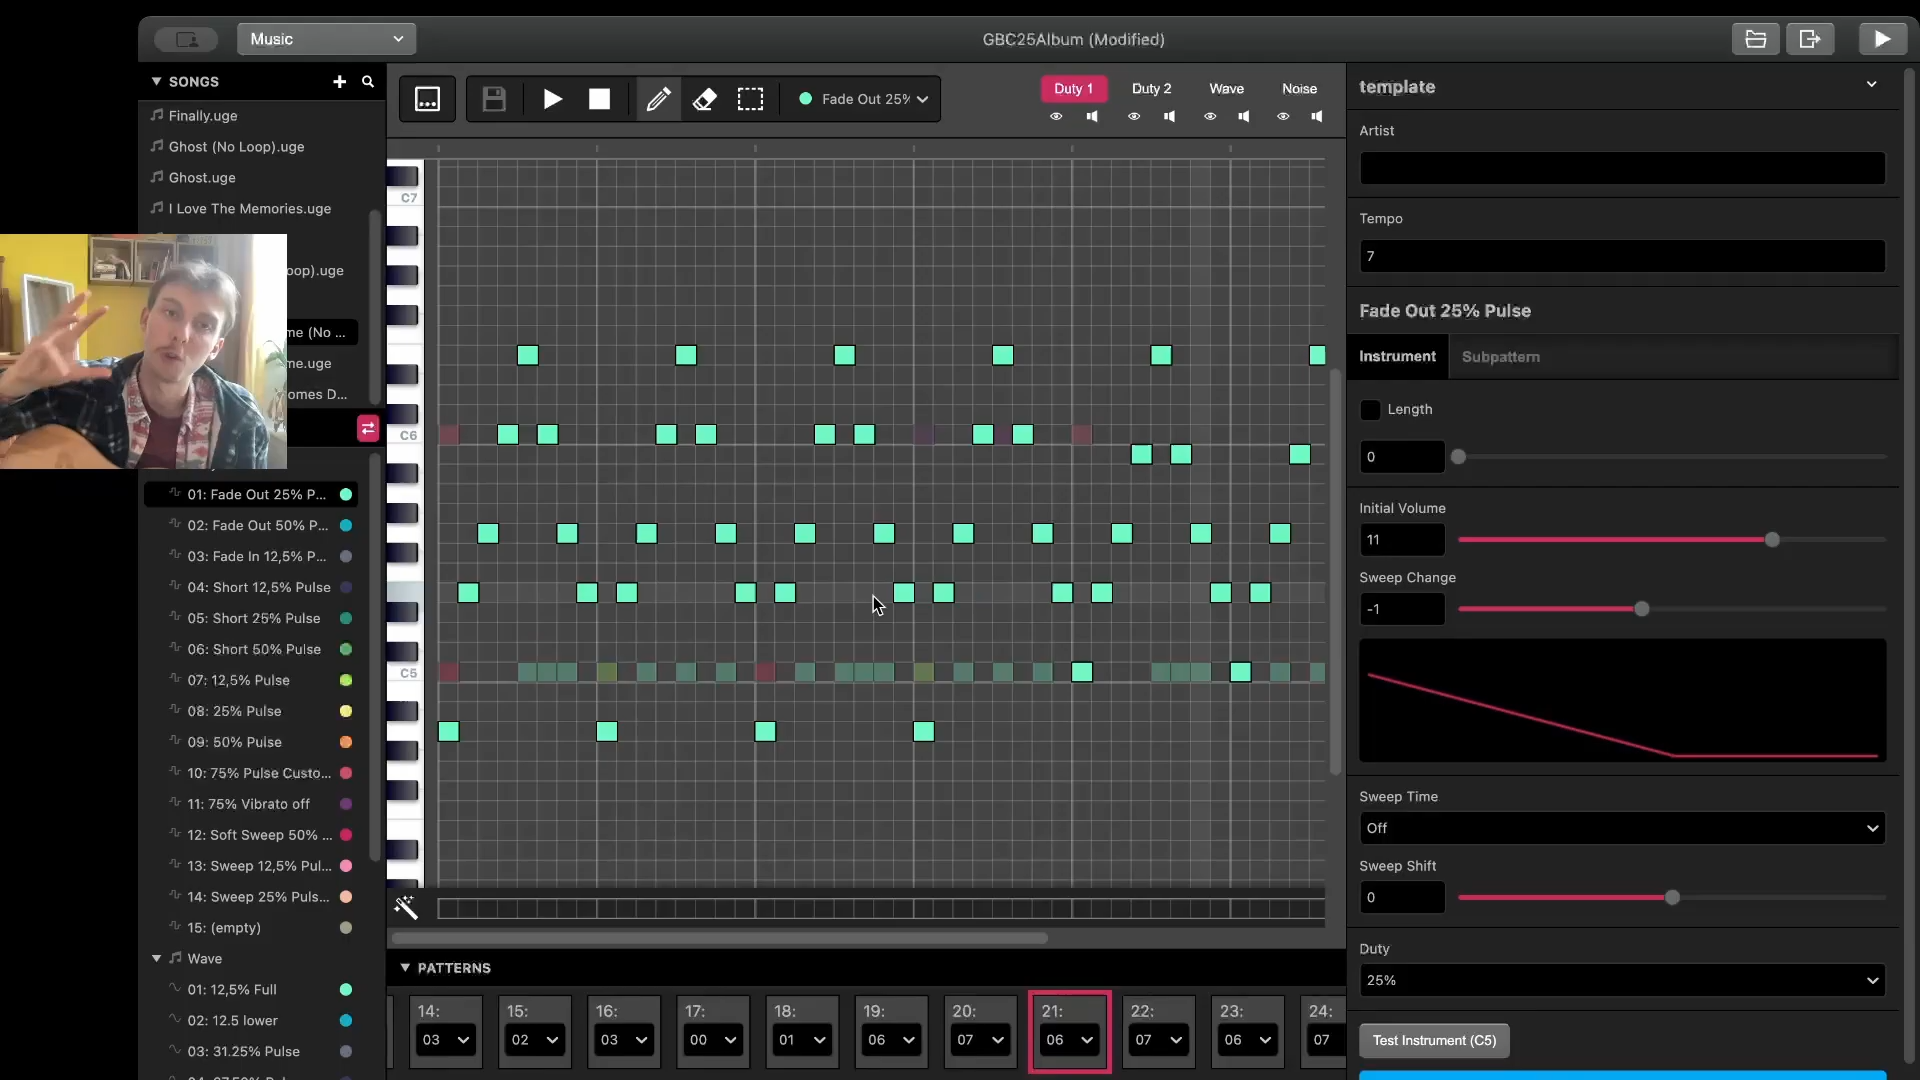 Music
GBC25Album (Modified)
SONGS
Finally.uge
Ghost (No Loop).uge
Ghost.uge
I Love The Memories.uge
oop).uge
me (No ...
me.uge
omes D...
01: Fade Out 25% P...
02: Fade Out 50% P...
03: Fade In 12,5% P...
04: Short 12,5% Pulse
05: Short 25% Pulse
06: Short 50% Pulse
07: 12,5% Pulse
08: 25% Pulse
09: 50% Pulse
10: 75% Pulse Custo...
11: 75% Vibrato off
12: Soft Sweep 50% ...
13: Sweep 12,5% Pul...
14: Sweep 25% Puls...
15: (empty)
Wave
01: 12,5% Full
02: 12.5 lower
03: 31.25% Pulse
Fade Out 25%
Duty 1
Duty 2
Wave
Noise
C7
C6
C5
PATTERNS
14: 15: 16: 17: 18: 19: 20: 21: 22: 23: 24:
03 02 03 00 01 06 07 06 07 06 07
template
Artist
Tempo
7
Fade Out 25% Pulse
Instrument
Subpattern
Length
0
Initial Volume
11
Sweep Change
-1
Sweep Time
Off
Sweep Shift
0
Duty
25%
Test Instrument (C5)